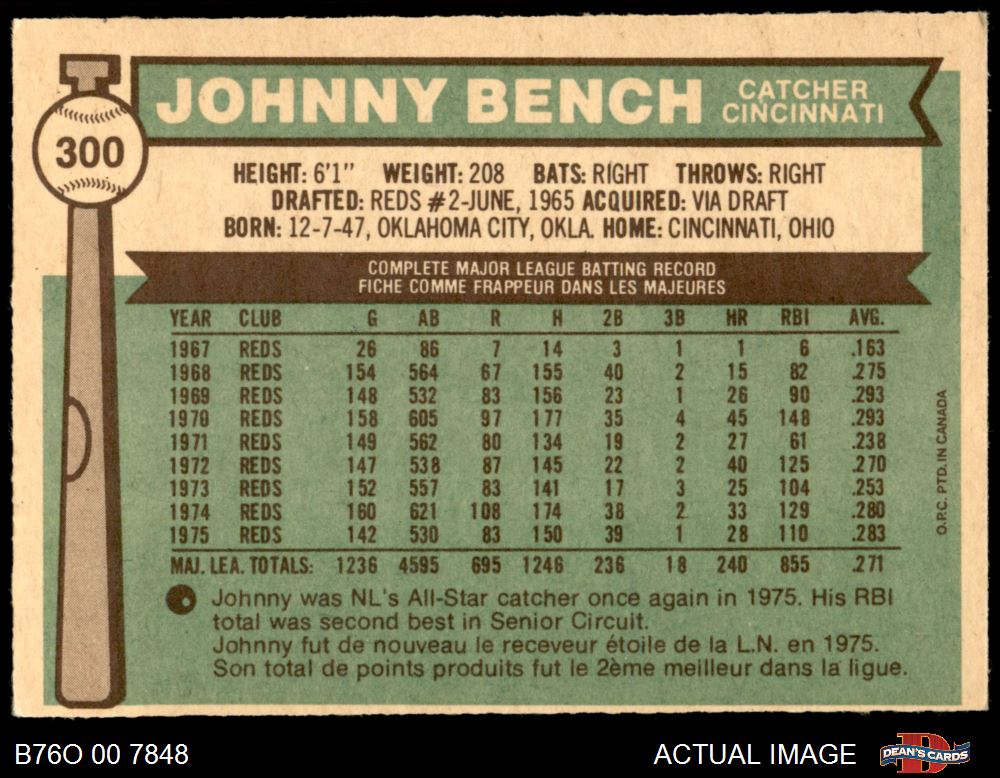 JOHNNY BENCH
CATCHER
CINCINNATI
300
HEIGHT: 6'1" WEIGHT: 208 BATS: RIGHT THROWS: RIGHT
DRAFTED: REDS #2-JUNE, 1965 ACQUIRED: VIA DRAFT
BORN: 12-7-47, OKLAHOMA CITY, OKLA. HOME: CINCINNATI, OHIO
COMPLETE MAJOR LEAGUE BATTING RECORD
FICHE COMME FRAPPEUR DANS LES MAJEURES
YEAR CLUB G AB R H 2B 3B HR RBI AVG.
1967 REDS 26 86 7 14 3 1 1 6 .163
1968 REDS 154 564 67 155 40 2 15 82 .275
1969 REDS 148 532 83 156 23 1 26 90 .293
1970 REDS 158 605 97 177 35 4 45 148 .293
1971 REDS 149 562 80 134 19 2 27 61 .238
1972 REDS 147 538 87 145 22 2 40 125 .270
1973 REDS 152 557 83 141 17 3 25 104 .253
1974 REDS 160 621 108 174 38 2 33 129 .280
1975 REDS 142 530 83 150 39 1 28 110 .283
MAJ. LEA. TOTALS: 1236 4595 695 1246 236 18 240 855 .271
Johnny was NL's All-Star catcher once again in 1975. His RBI
total was second best in Senior Circuit.
Johnny fut de nouveau le receveur étoile de la L.N. en 1975.
Son total de points produits fut le 2ème meilleur dans la ligue.
O.P.C. PTD. IN CANADA
B76O 00 7848
ACTUAL IMAGE
DEAN'S CARDS